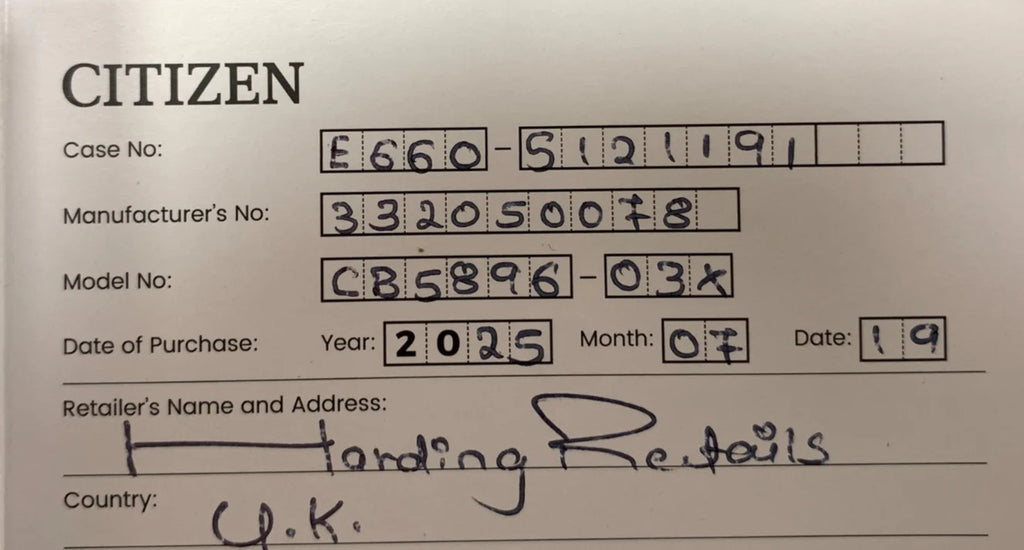 CITIZEN
Case No: E660-5121191
Manufacturer's No: 332050078
Model No: CB5896-03X
Date of Purchase: Year: 2025 Month: 07 Date: 19
Retailer's Name and Address:
Harding Retails
Country:
U.K.